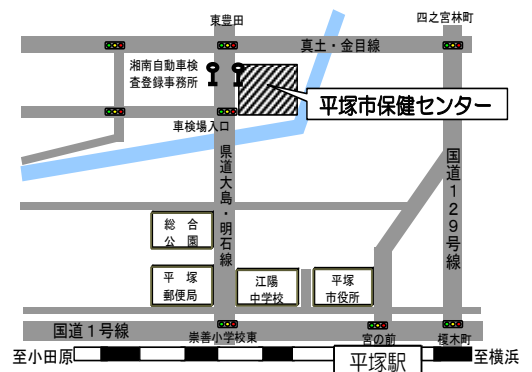 東豊田
四之宮林町
真土・金目線
湘南自動車検
査登録事務所
平塚市保健センター
車検場入口
県道大島・明石線
国道129号線
総 合
公 園
平 塚
郵便局
江陽
中学校
平塚
市役所
国道1号線
崇善小学校東
宮の前
榎木町
至小田原
平塚駅
至横浜